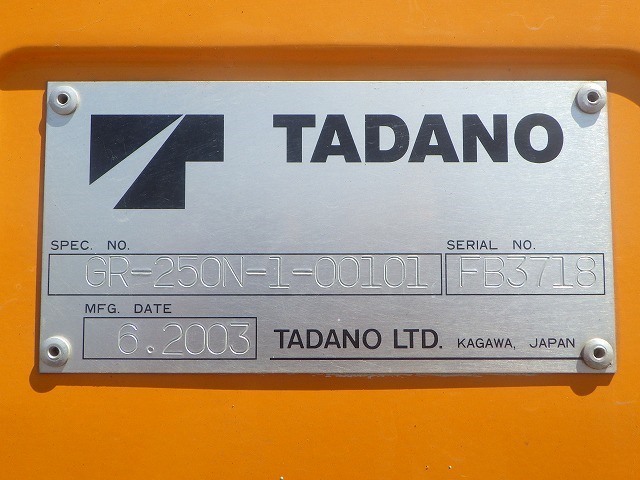 TADANO
SPEC. NO. SERIAL NO.
GR-250N-1-00101 FB3718
MFG. DATE
6.2003 TADANO LTD. KAGAWA, JAPAN